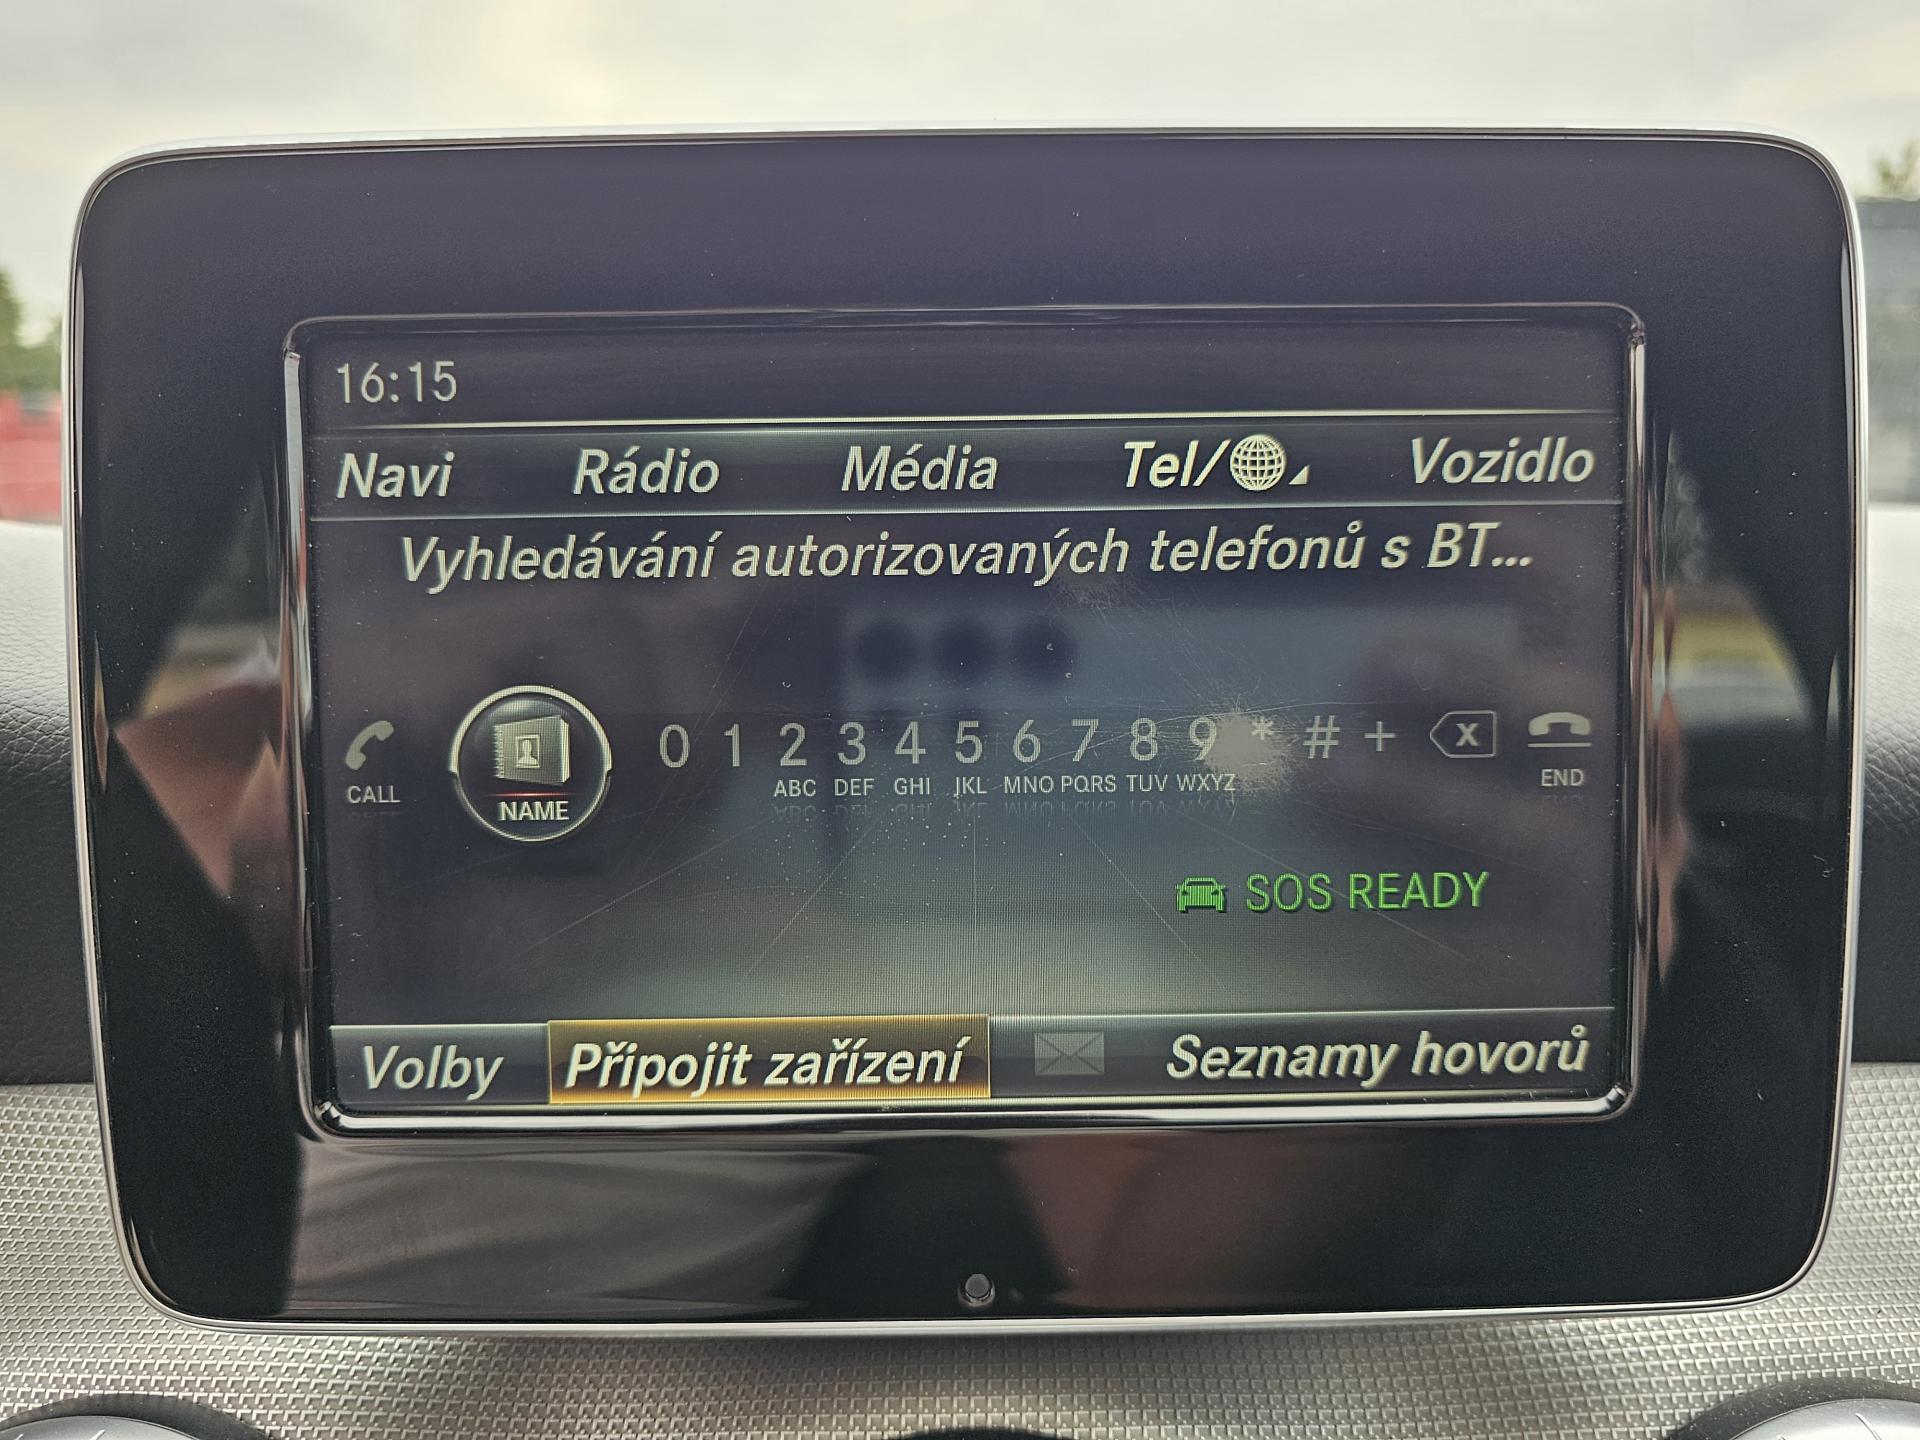 16:15
Navi Rádio Média Tel/ Vozidlo
Vyhledávání autorizovaných telefonů s BT...
0 1 2 3 4 5 6 7 8 9 * # + X
CALL NAME ABC DEF GHI JKL MNO PQRS TUV WXYZ END
SOS READY
Volby Připojit zařízení Seznamy hovorů